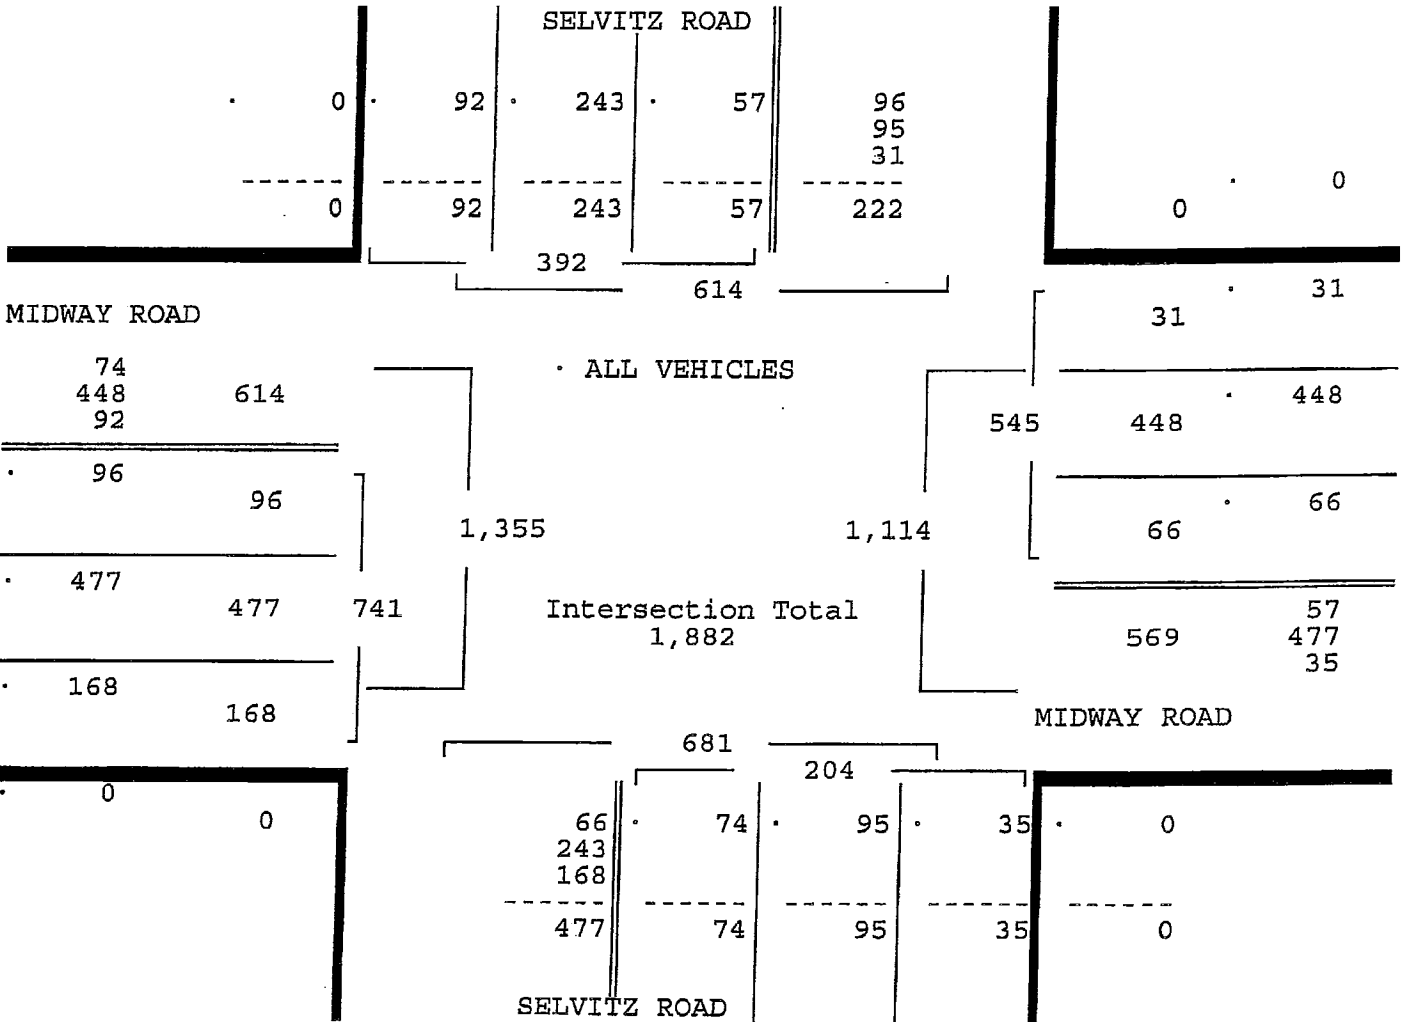 SELVITZ ROAD
0 92 243 57 96
95
31
0
0 92 243 57 222 0
392
614 31
MIDWAY ROAD 31
74 ALL VEHICLES
448 614 448
92 545 448
96
96 66
1,355 1,114 66
477
477 741 Intersection Total 57
1,882 569 477
35
168
168 MIDWAY ROAD
681
204
0
0 66 74 95 35 0
243
168
477 74 95 35 0
SELVITZ ROAD